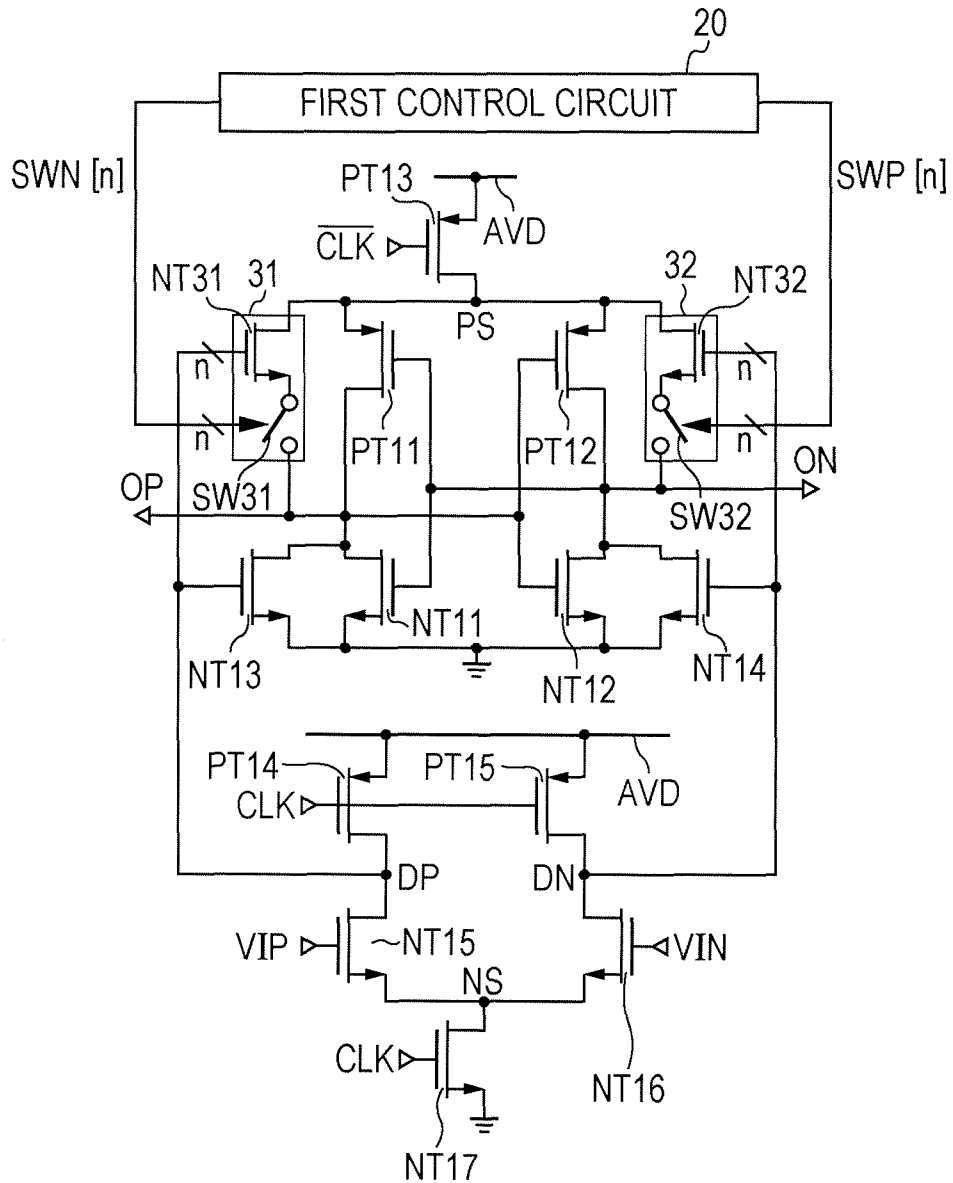 20
FIRST CONTROL CIRCUIT
SWN [n]
SWP [n]
PT13
AVD
CLK
NT31
31
32
NT32
PS
n
n
n
n
PT11
PT12
OP
SW31
ON
SW32
NT13
NT11
NT12
NT14
PT14
PT15
CLK
AVD
DP
DN
VIP
NT15
VIN
NS
CLK
NT16
NT17